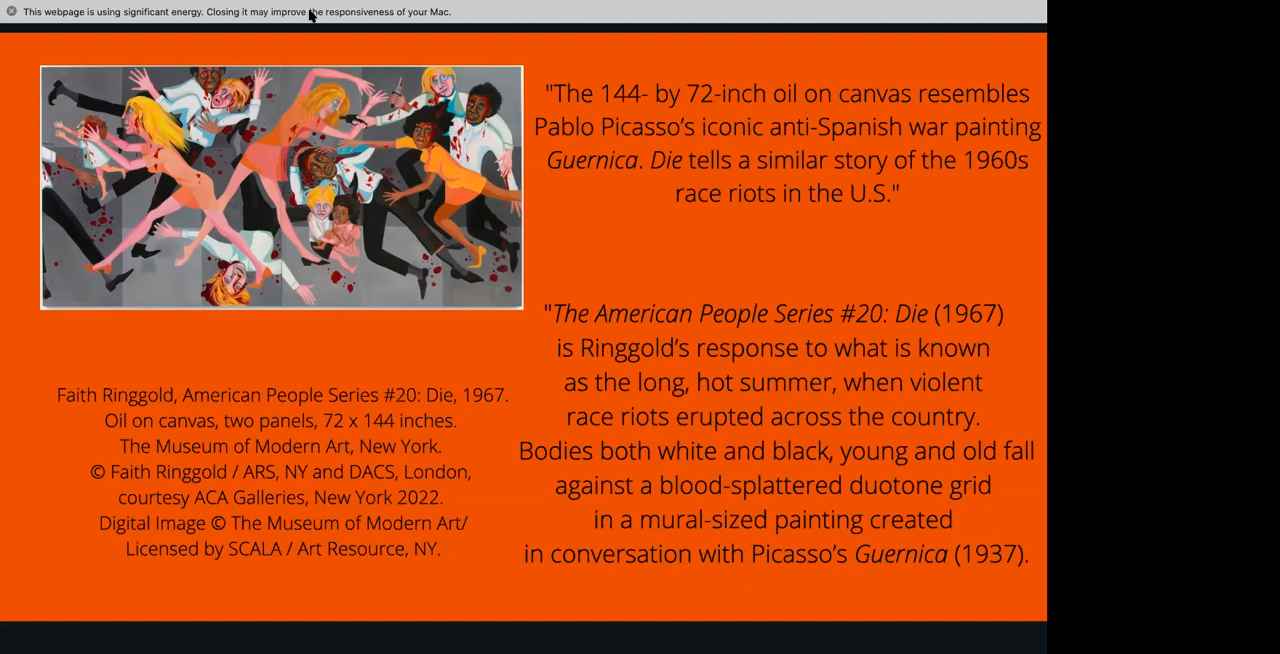 This webpage is using significant energy. Closing it may improve the responsiveness of your Mac.
"The 144- by 72-inch oil on canvas resembles
Pablo Picasso’s iconic anti-Spanish war painting
Guernica. Die tells a similar story of the 1960s
race riots in the U.S."
"The American People Series #20: Die (1967)
is Ringgold’s response to what is known
as the long, hot summer, when violent
race riots erupted across the country.
Bodies both white and black, young and old fall
against a blood-splattered duotone grid
in a mural-sized painting created
in conversation with Picasso’s Guernica (1937).
Faith Ringgold, American People Series #20: Die, 1967.
Oil on canvas, two panels, 72 x 144 inches.
The Museum of Modern Art, New York.
© Faith Ringgold / ARS, NY and DACS, London,
courtesy ACA Galleries, New York 2022.
Digital Image © The Museum of Modern Art/
Licensed by SCALA / Art Resource, NY.